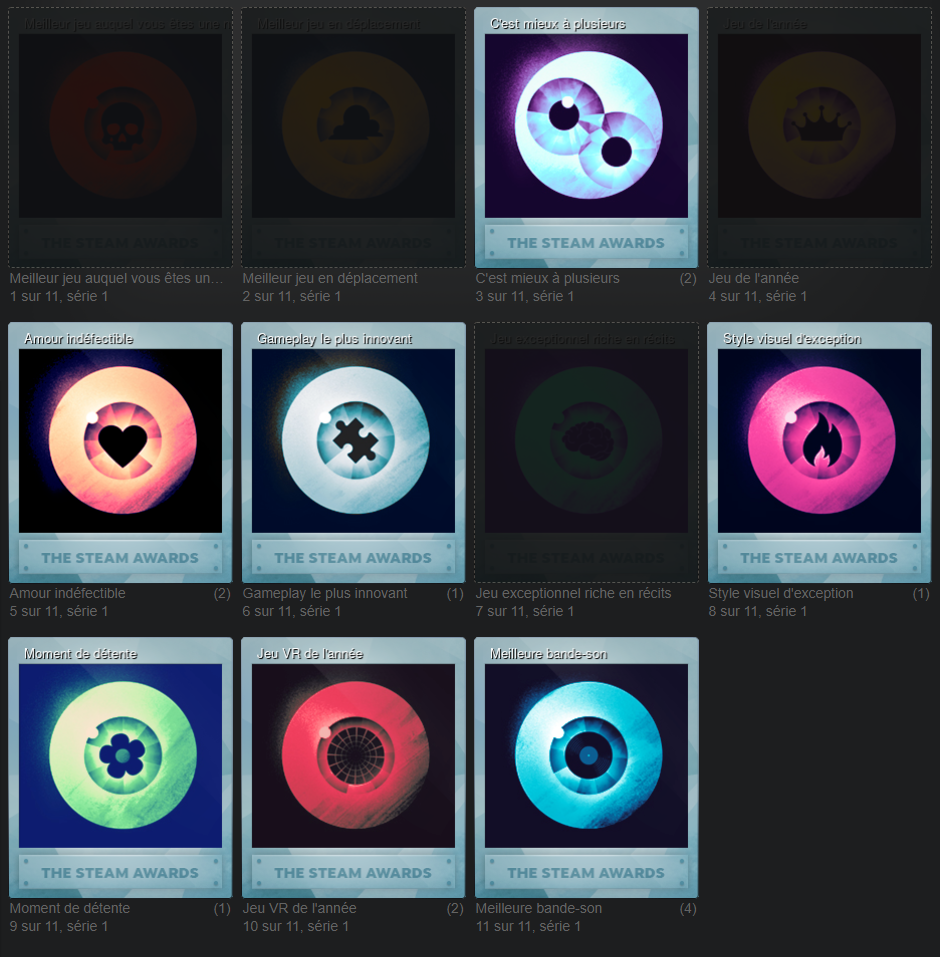 Meilleur jeu auquel vous êtes une n
THE STEAM AWARDS
Meilleur jeu auquel vous êtes un...
1 sur 11, série 1
Meilleur jeu en déplacement
THE STEAM AWARDS
Meilleur jeu en déplacement
2 sur 11, série 1
C'est mieux à plusieurs
THE STEAM AWARDS
C'est mieux à plusieurs (2)
3 sur 11, série 1
Jeu de l'année
THE STEAM AWARDS
Jeu de l'année
4 sur 11, série 1
Amour indéfectible
THE STEAM AWARDS
Amour indéfectible (2)
5 sur 11, série 1
Gameplay le plus innovant
THE STEAM AWARDS
Gameplay le plus innovant (1)
6 sur 11, série 1
Jeu exceptionnel riche en récits
THE STEAM AWARDS
Jeu exceptionnel riche en récits
7 sur 11, série 1
Style visuel d'exception
THE STEAM AWARDS
Style visuel d'exception (1)
8 sur 11, série 1
Moment de détente
THE STEAM AWARDS
Moment de détente (1)
9 sur 11, série 1
Jeu VR de l'année
THE STEAM AWARDS
Jeu VR de l'année (2)
10 sur 11, série 1
Meilleure bande-son
THE STEAM AWARDS
Meilleure bande-son (4)
11 sur 11, série 1